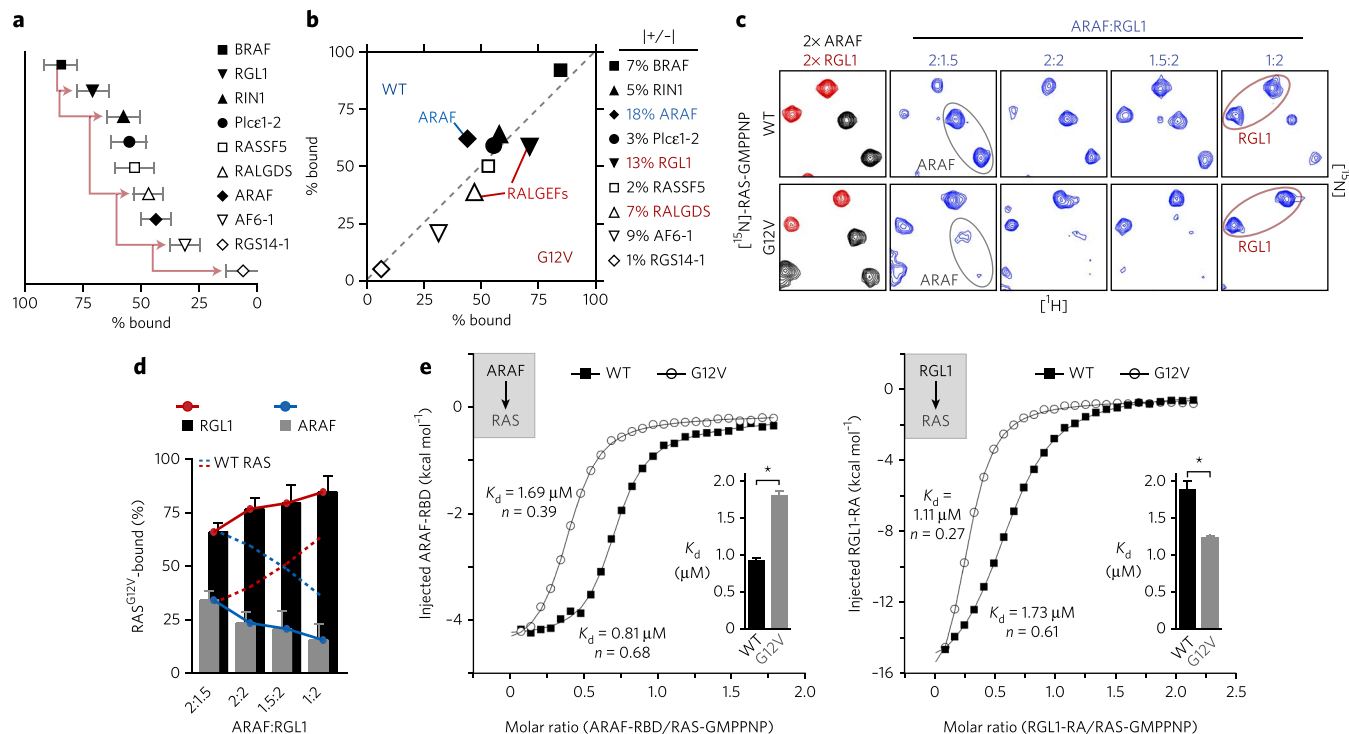 a
BRAF
RGL1
RIN1
Plcε1-2
RASSF5
RALGDS
ARAF
AF6-1
RGS14-1
100
75
50
25
0
% bound
b
100
75
50
25
0
% bound
WT
ARAF
RALGEFs
G12V
0
25
50
75
100
% bound
|+/−|
7% BRAF
5% RIN1
18% ARAF
3% Plcε1-2
13% RGL1
2% RASSF5
7% RALGDS
9% AF6-1
1% RGS14-1
c
2× ARAF
2× RGL1
ARAF:RGL1
2:1.5
2:2
1.5:2
1:2
[15N]-RAS-GMPPNP
WT
G12V
ARAF
RGL1
ARAF
RGL1
[15N]
[1H]
d
RGL1
ARAF
WT RAS
RASG12V-bound (%)
100
75
50
25
0
2:1.5
2:2
1.5:2
1:2
ARAF:RGL1
e
ARAF
RAS
WT
G12V
Injected ARAF-RBD (kcal mol−1)
0
−2
−4
Kd = 1.69 μM
n = 0.39
Kd = 0.81 μM
n = 0.68
Kd
(μM)
2.0
1.5
1.0
0.5
0
*
WT
G12V
0
0.5
1.0
1.5
2.0
Molar ratio (ARAF-RBD/RAS-GMPPNP)
RGL1
RAS
WT
G12V
Injected RGL1-RA (kcal mol−1)
0
−4
−8
−12
−16
Kd =
1.11 μM
n = 0.27
Kd = 1.73 μM
n = 0.61
Kd
(μM)
2.0
1.5
1.0
0.5
0
*
WT
G12V
0
0.5
1.0
1.5
2.0
2.5
Molar ratio (RGL1-RA/RAS-GMPPNP)